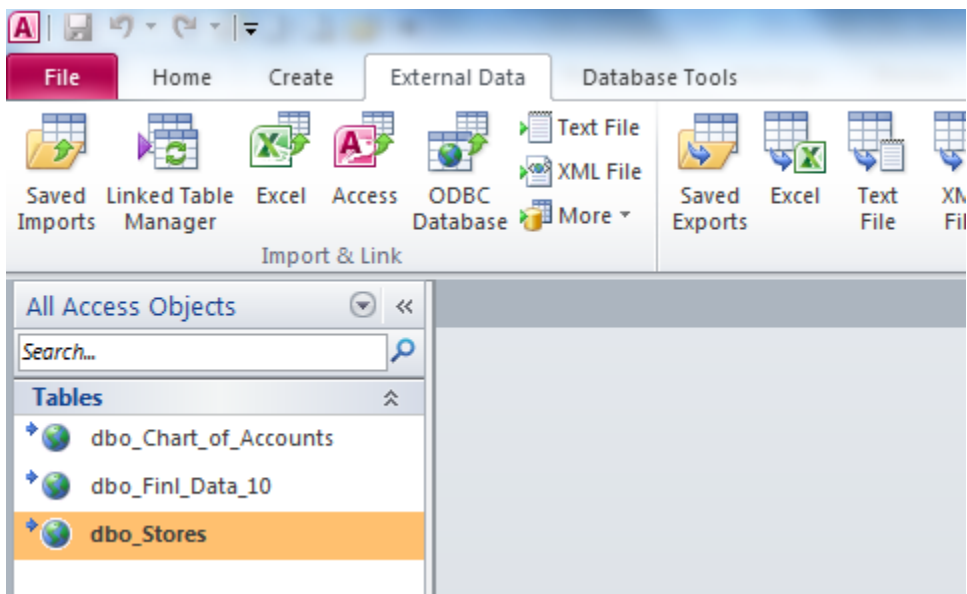 File Home Create External Data Database Tools
Text File
XML File
More
Saved Imports
Linked Table Manager
Excel
Access
ODBC Database
Saved Exports
Excel
Text File
Import & Link
All Access Objects
Search...
Tables
dbo_Chart_of_Accounts
dbo_Finl_Data_10
dbo_Stores